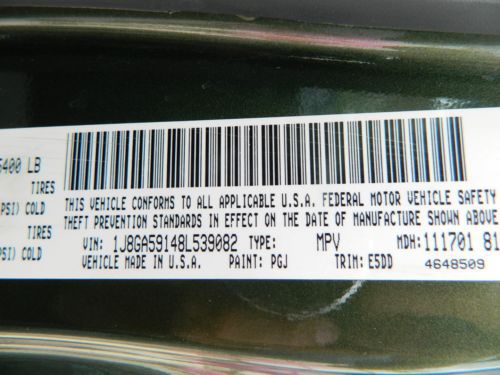 5400 LB
TIRES
PSI) COLD
TIRES
PSI) COLD
THIS VEHICLE CONFORMS TO ALL APPLICABLE U.S.A. FEDERAL MOTOR VEHICLE SAFETY
THEFT PREVENTION STANDARDS IN EFFECT ON THE DATE OF MANUFACTURE SHOWN ABOVE
VIN: 1J8GA59148L539082 TYPE: MPV MDH: 111701 81
VEHICLE MADE IN U.S.A. PAINT: PGJ TRIM: E5DD 4648509